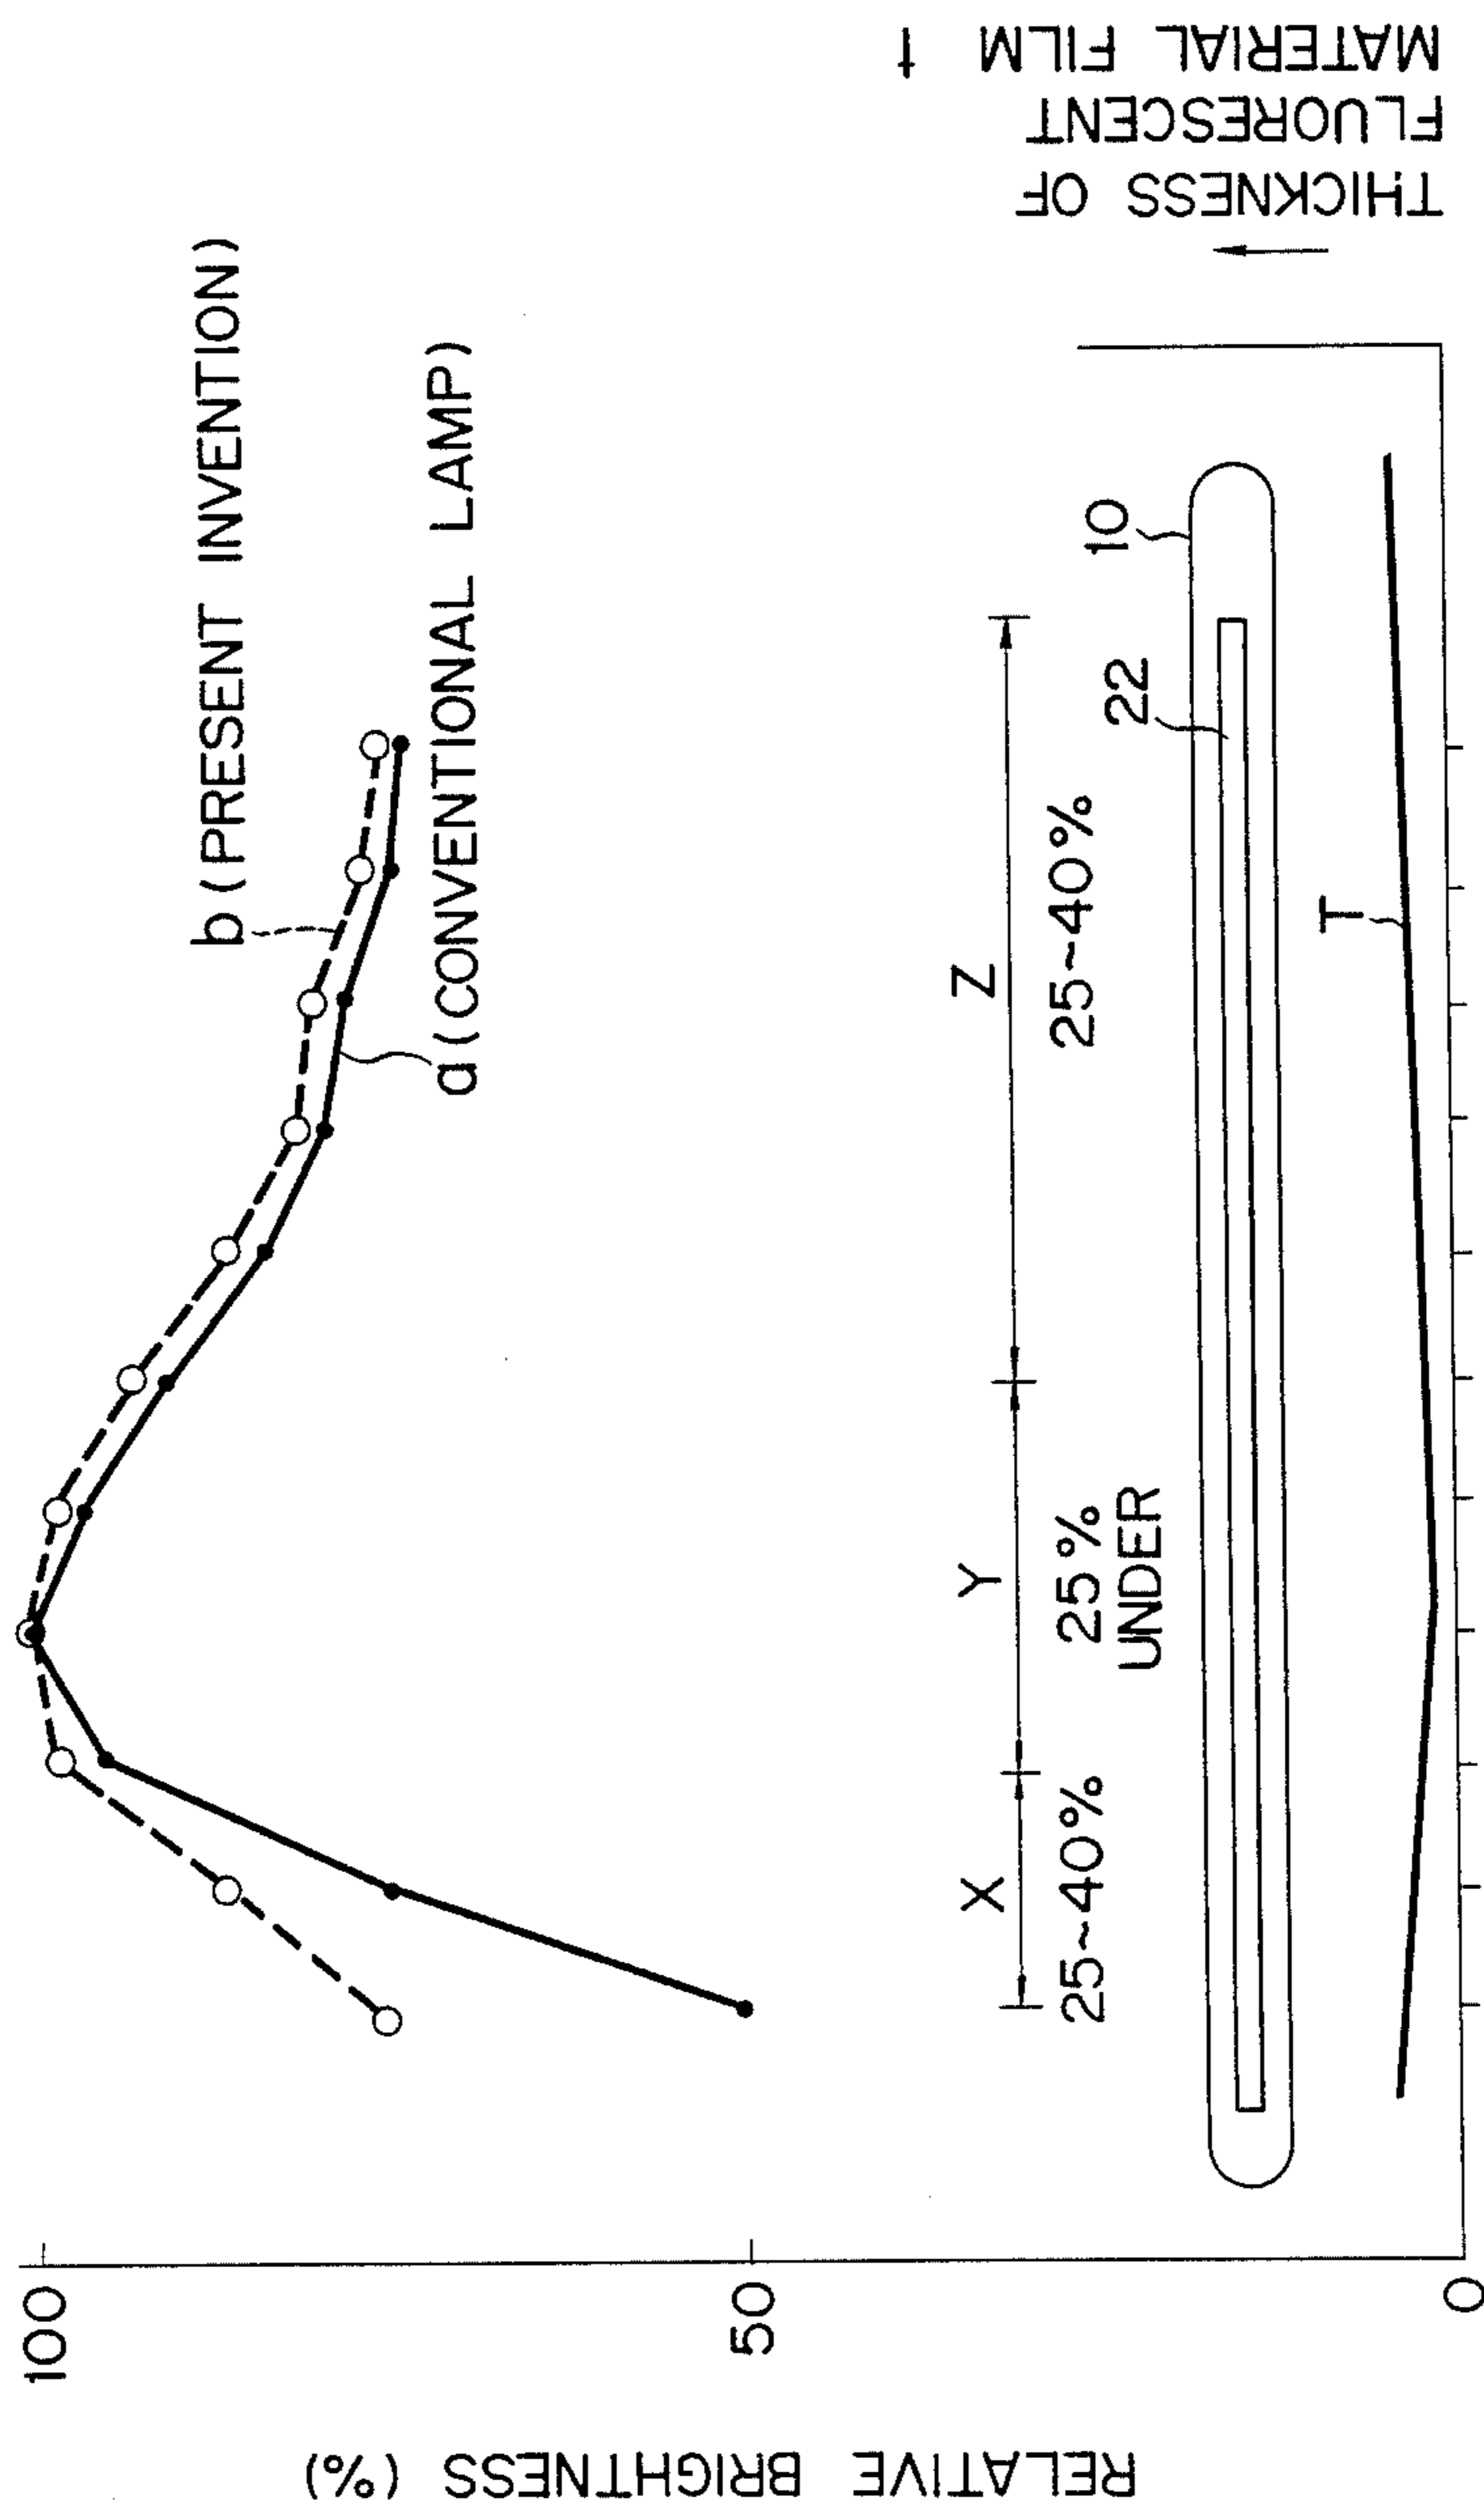 RELATIVE BRIGHTNESS (%)
100
50
0
b (PRESENT INVENTION)
a (CONVENTIONAL LAMP)
X
Y
Z
25~40%
25%
UNDER
25~40%
22
10
T
THICKNESS OF
FLUORESCENT
MATERIAL FILM t